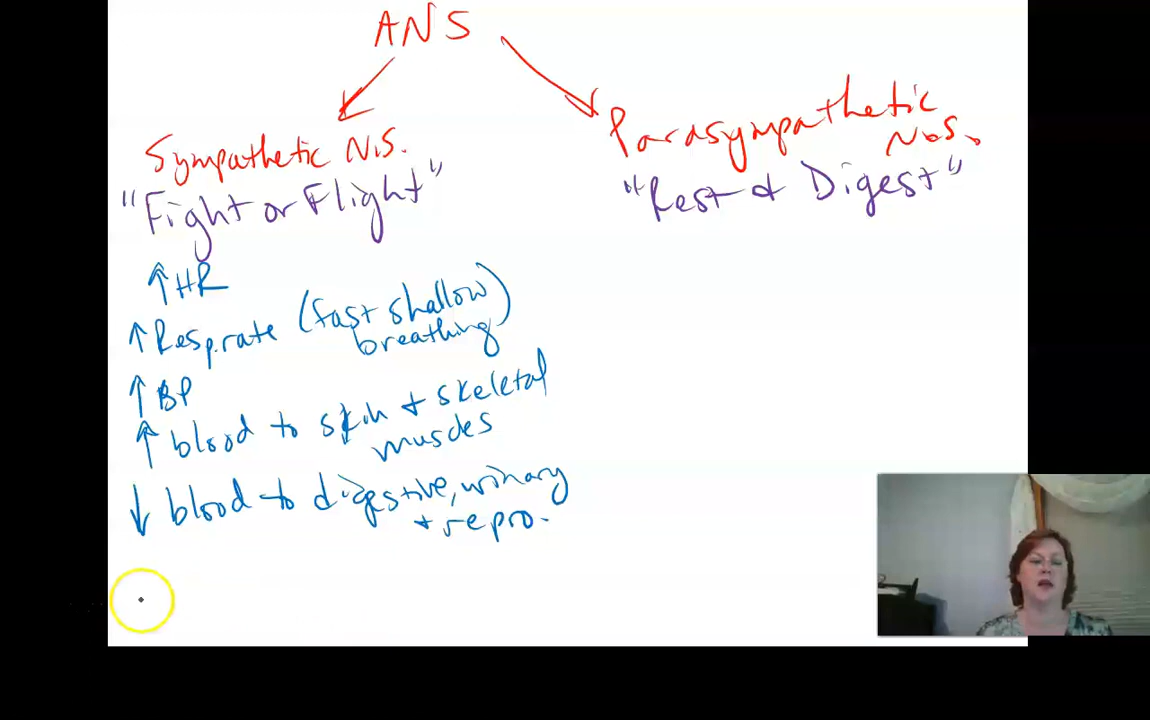 ANS
Sympathetic N.S.
"Fight or Flight"
Parasympathetic
N.S.
"Rest & Digest"
↑ HR
↑ Resp. rate (fast shallow
breathing)
↑ BP
↑ blood to skin & skeletal
muscles
↓ blood to digestive, urinary
+ repro.